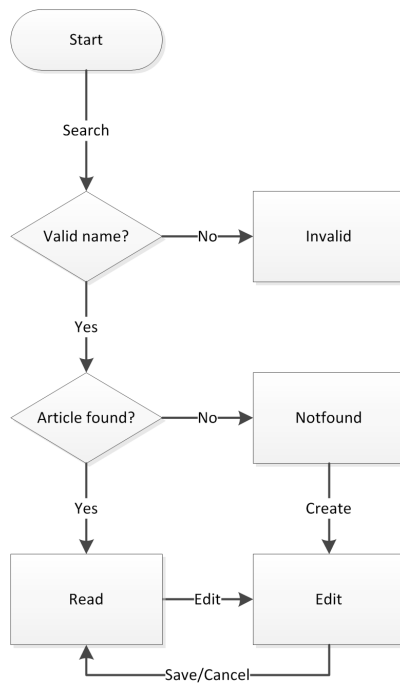 Start
Search
Valid name?
No
Invalid
Yes
Article found?
No
Notfound
Yes
Create
Read
Edit
Edit
Save/Cancel